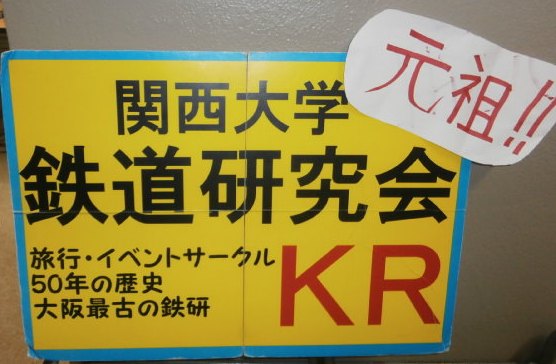 元祖!!
関西大学
鉄道研究会
旅行・イベントサークル
50年の歴史
大阪最古の鉄研
KR